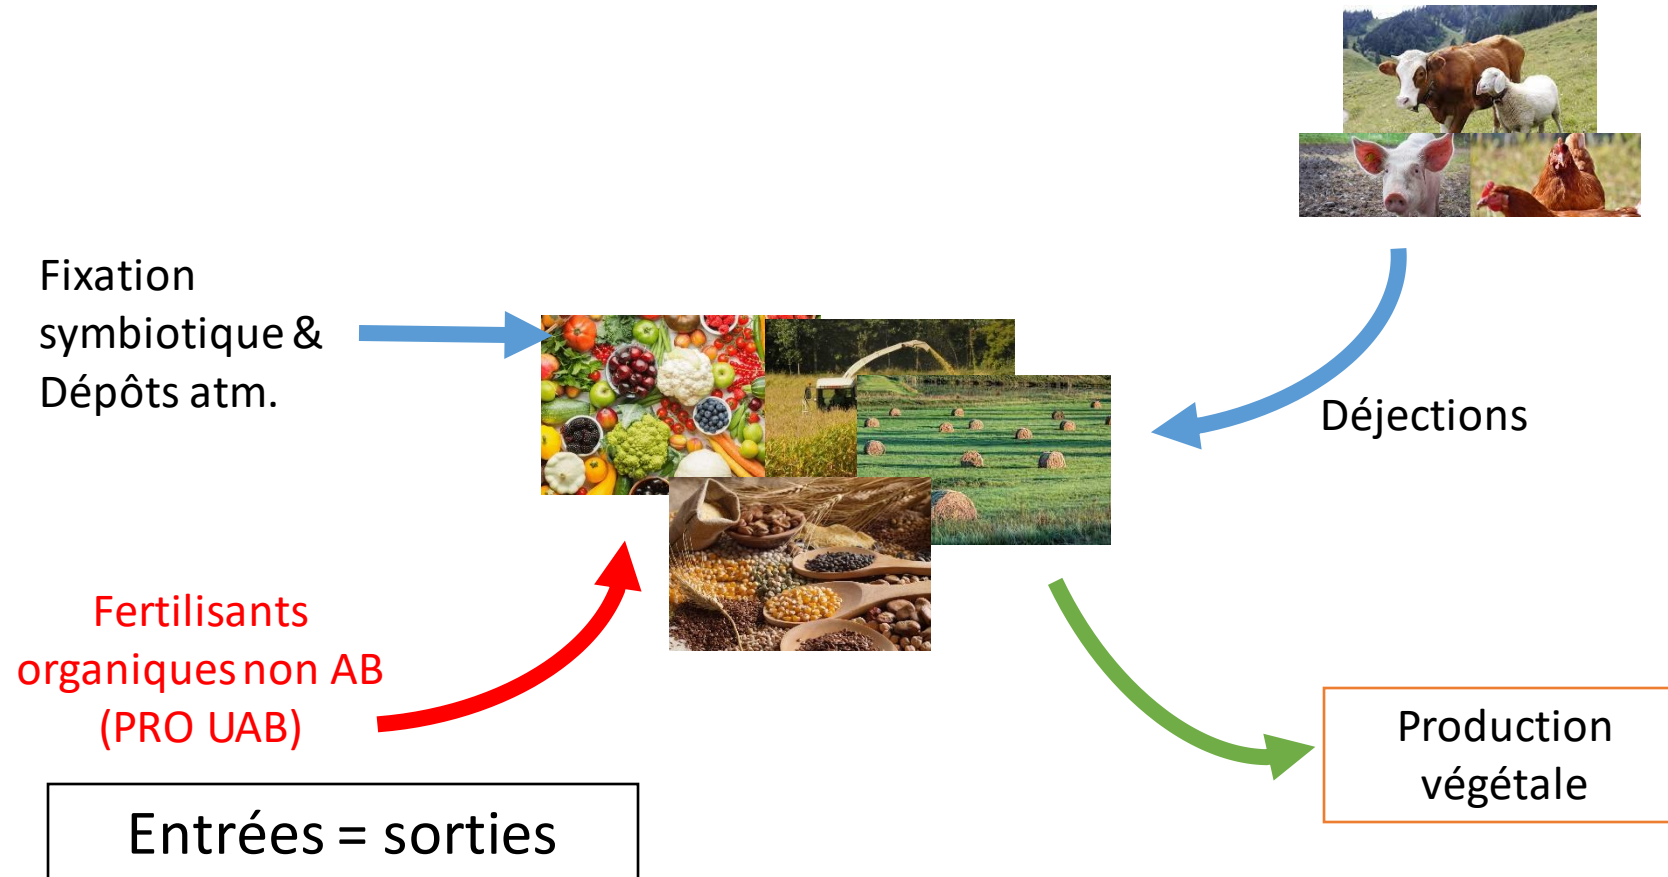 Fixation
symbiotique &
Dépôts atm.
Déjections
Fertilisants
organiques non AB
(PRO UAB)
Production
végétale
Entrées = sorties